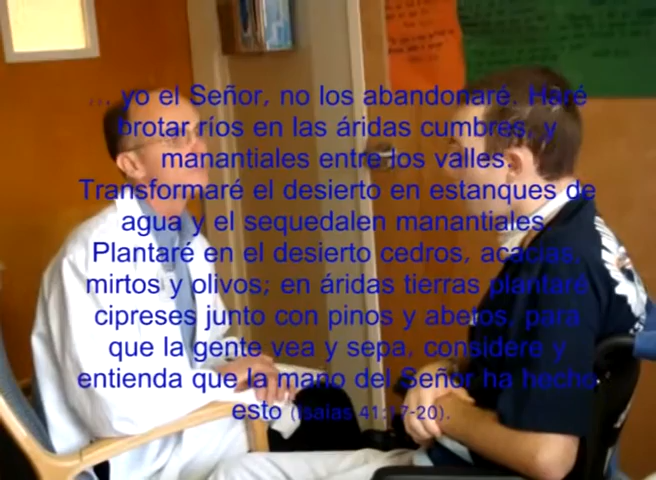 ... yo el Señor, no los abandonaré. Haré
brotar ríos en las áridas cumbres, y
manantiales entre los valles.
Transformaré el desierto en estanques de
agua y el sequedalen manantiales.
Plantaré en el desierto cedros, acacias,
mirtos y olivos; en áridas tierras plantaré
cipreses junto con pinos y abetos, para
que la gente vea y sepa, considere y
entienda que la mano del Señor ha hecho
esto (Isaías 41:17-20).